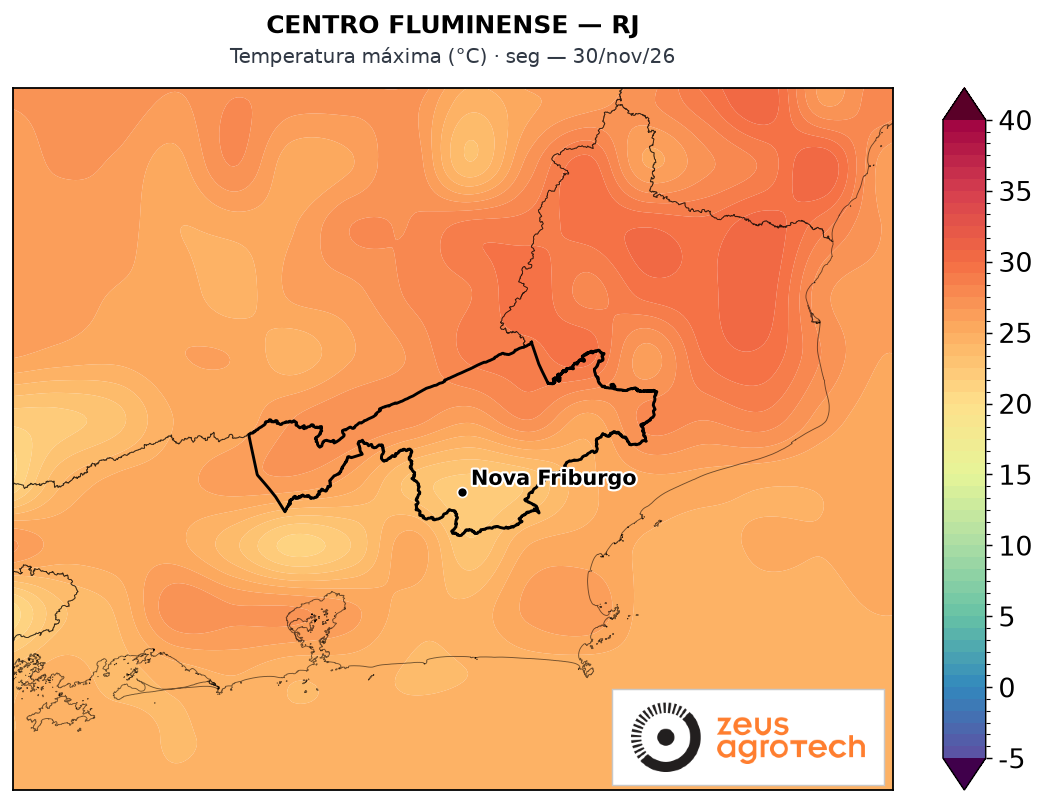 CENTRO FLUMINENSE — RJ
Temperatura máxima (°C) · seg — 30/nov/26
Nova Friburgo
40
35
30
25
20
15
10
5
0
-5
zeus
agrotech